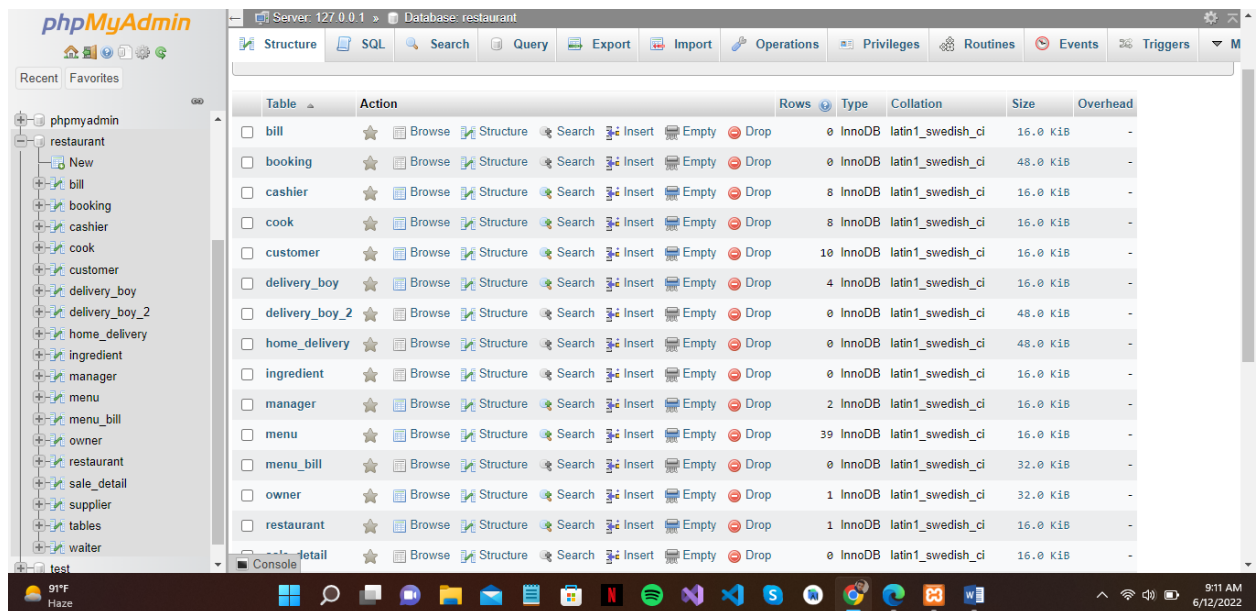 phpMyAdmin
Recent Favorites
phpmyadmin
restaurant
New
bill
booking
cashier
cook
customer
delivery_boy
delivery_boy_2
home_delivery
ingredient
manager
menu
menu_bill
owner
restaurant
sale_detail
supplier
tables
waiter
test
Server: 127.0.0.1 » Database: restaurant
Structure SQL Search Query Export Import Operations Privileges Routines Events Triggers M
Table Action Rows Type Collation Size Overhead
bill Browse Structure Search Insert Empty Drop 0 InnoDB latin1_swedish_ci 16.0 KiB -
booking Browse Structure Search Insert Empty Drop 0 InnoDB latin1_swedish_ci 48.0 KiB -
cashier Browse Structure Search Insert Empty Drop 8 InnoDB latin1_swedish_ci 16.0 KiB -
cook Browse Structure Search Insert Empty Drop 8 InnoDB latin1_swedish_ci 16.0 KiB -
customer Browse Structure Search Insert Empty Drop 10 InnoDB latin1_swedish_ci 16.0 KiB -
delivery_boy Browse Structure Search Insert Empty Drop 4 InnoDB latin1_swedish_ci 16.0 KiB -
delivery_boy_2 Browse Structure Search Insert Empty Drop 0 InnoDB latin1_swedish_ci 48.0 KiB -
home_delivery Browse Structure Search Insert Empty Drop 0 InnoDB latin1_swedish_ci 48.0 KiB -
ingredient Browse Structure Search Insert Empty Drop 0 InnoDB latin1_swedish_ci 16.0 KiB -
manager Browse Structure Search Insert Empty Drop 2 InnoDB latin1_swedish_ci 16.0 KiB -
menu Browse Structure Search Insert Empty Drop 39 InnoDB latin1_swedish_ci 16.0 KiB -
menu_bill Browse Structure Search Insert Empty Drop 0 InnoDB latin1_swedish_ci 32.0 KiB -
owner Browse Structure Search Insert Empty Drop 1 InnoDB latin1_swedish_ci 32.0 KiB -
restaurant Browse Structure Search Insert Empty Drop 1 InnoDB latin1_swedish_ci 16.0 KiB -
sale_detail Browse Structure Search Insert Empty Drop 0 InnoDB latin1_swedish_ci 16.0 KiB -
Console
91°F
Haze
9:11 AM
6/12/2022